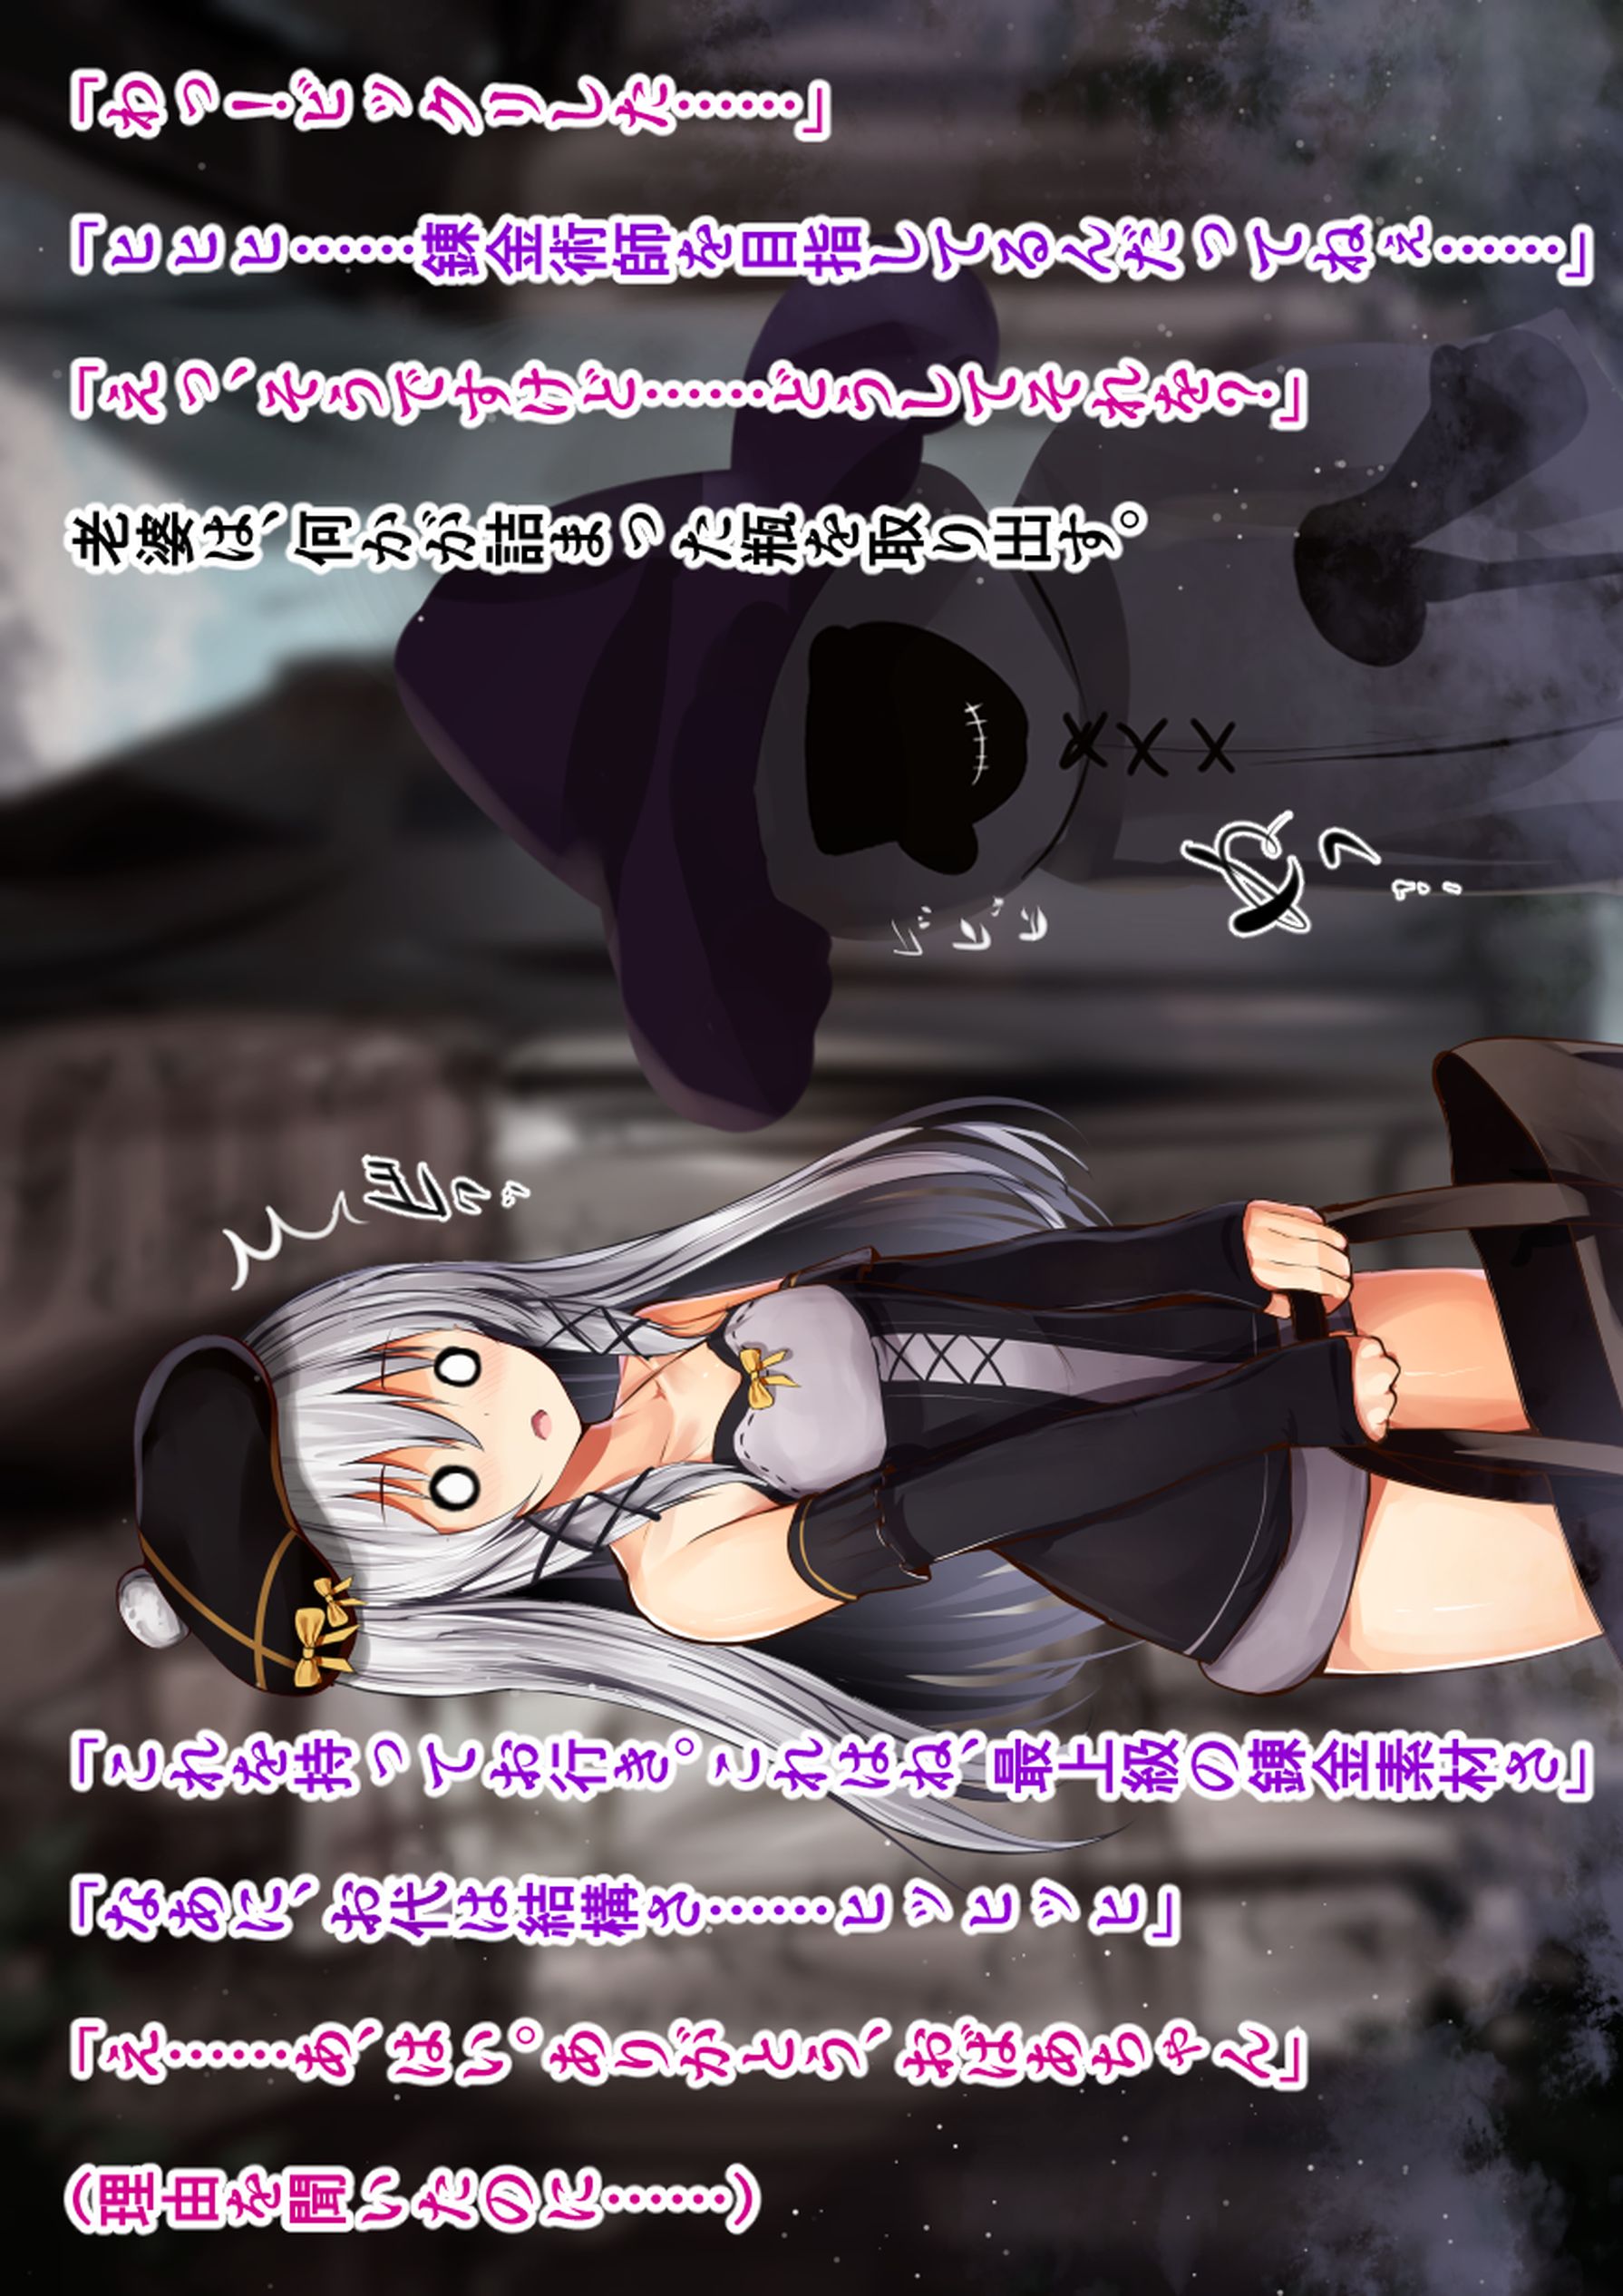 「わっ！ビックリした……」
「ヒヒヒ……錬金術師を目指してるんだってねぇ……」
「えっ、そうですけど……どうしてそれを？」
老婆は、何かが詰まった瓶を取り出す。
ヒヒヒ
ぬっ…
ビクッ…
「これを持ってお行き。これはね、最上級の錬金素材さ」
「なあに、お代は結構さ……ヒッヒッヒ」
「え……あ、はい。ありがとう、おばあちゃん」
（理由を聞いたのに……）